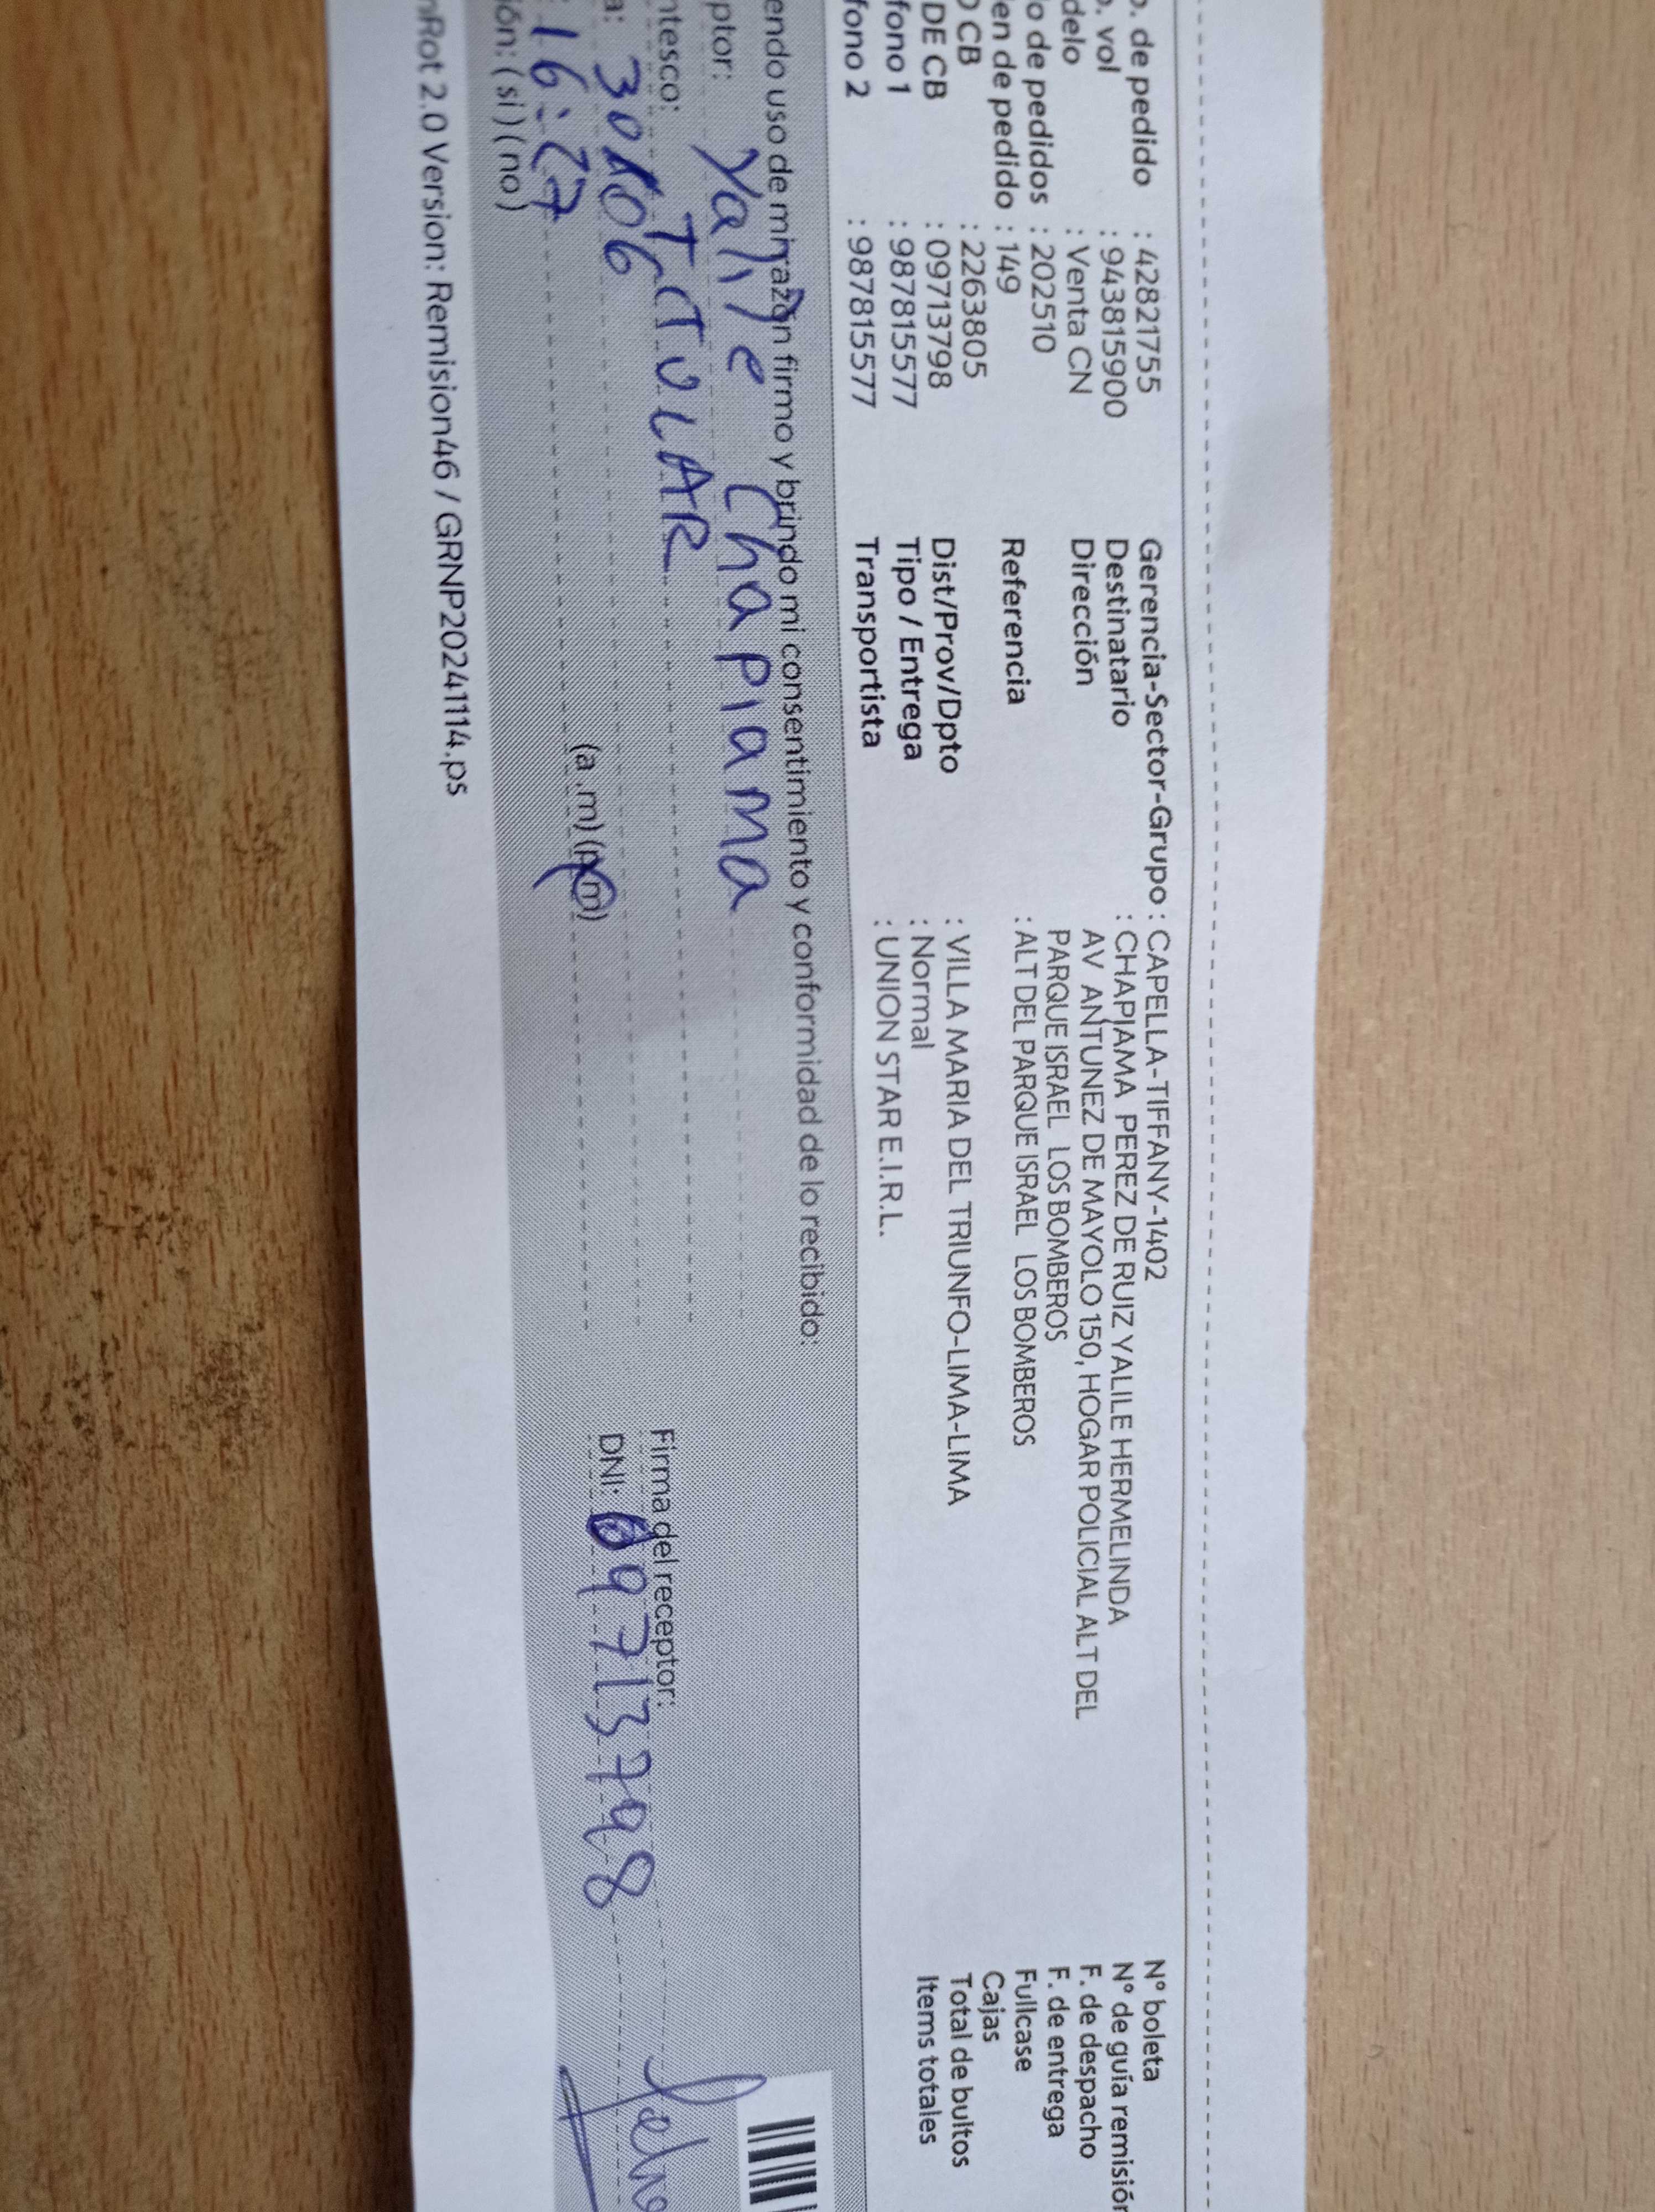 o. de pedido : 42821755
o. vol : 943815900
delo : Venta CN
o de pedidos : 202510
en de pedido : 149
O CB : 2263805
DE CB : 09713798
fono 1 : 987815577
fono 2 : 987815577
Gerencia-Sector-Grupo : CAPELLA-TIFFANY-1402
Destinatario : CHAPIAMA PEREZ DE RUIZ YALILE HERMELINDA
Dirección AV ANTUNEZ DE MAYOLO 150, HOGAR POLICIAL ALT DEL
PARQUE ISRAEL LOS BOMBEROS
Referencia : ALT DEL PARQUE ISRAEL LOS BOMBEROS
Dist/Prov/Dpto : VILLA MARIA DEL TRIUNFO-LIMA-LIMA
Tipo / Entrega : Normal
Transportista : UNION STAR E.I.R.L.
N° boleta
N° de guía remisión
F. de despacho
F. de entrega
Fullcase
Cajas
Total de bultos
Items totales
endo uso de mi razón firmo y brindo mi consentimiento y conformidad de lo recibido:
ptor: Yalile Chapiama
ntesco: TITULAR
a:
: 16:27 (a.m) (p.m)
ión: (si) (no)
Firma del receptor:
DNI: 09713798
nRot 2.0 Version: Remision46 / GRNP20241114.ps